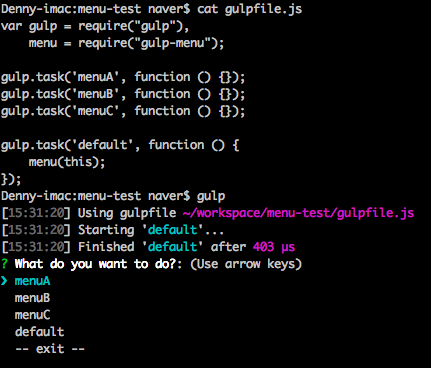 Denny-imac:menu-test naver$ cat gulpfile.js
var gulp = require("gulp"),
    menu = require("gulp-menu");

gulp.task('menuA', function () {});
gulp.task('menuB', function () {});
gulp.task('menuC', function () {});

gulp.task('default', function () {
    menu(this);
});
Denny-imac:menu-test naver$ gulp
[15:31:20] Using gulpfile ~/workspace/menu-test/gulpfile.js
[15:31:20] Starting 'default'...
[15:31:20] Finished 'default' after 403 μs
? What do you want to do?: (Use arrow keys)
❯ menuA
  menuB
  menuC
  default
  -- exit --